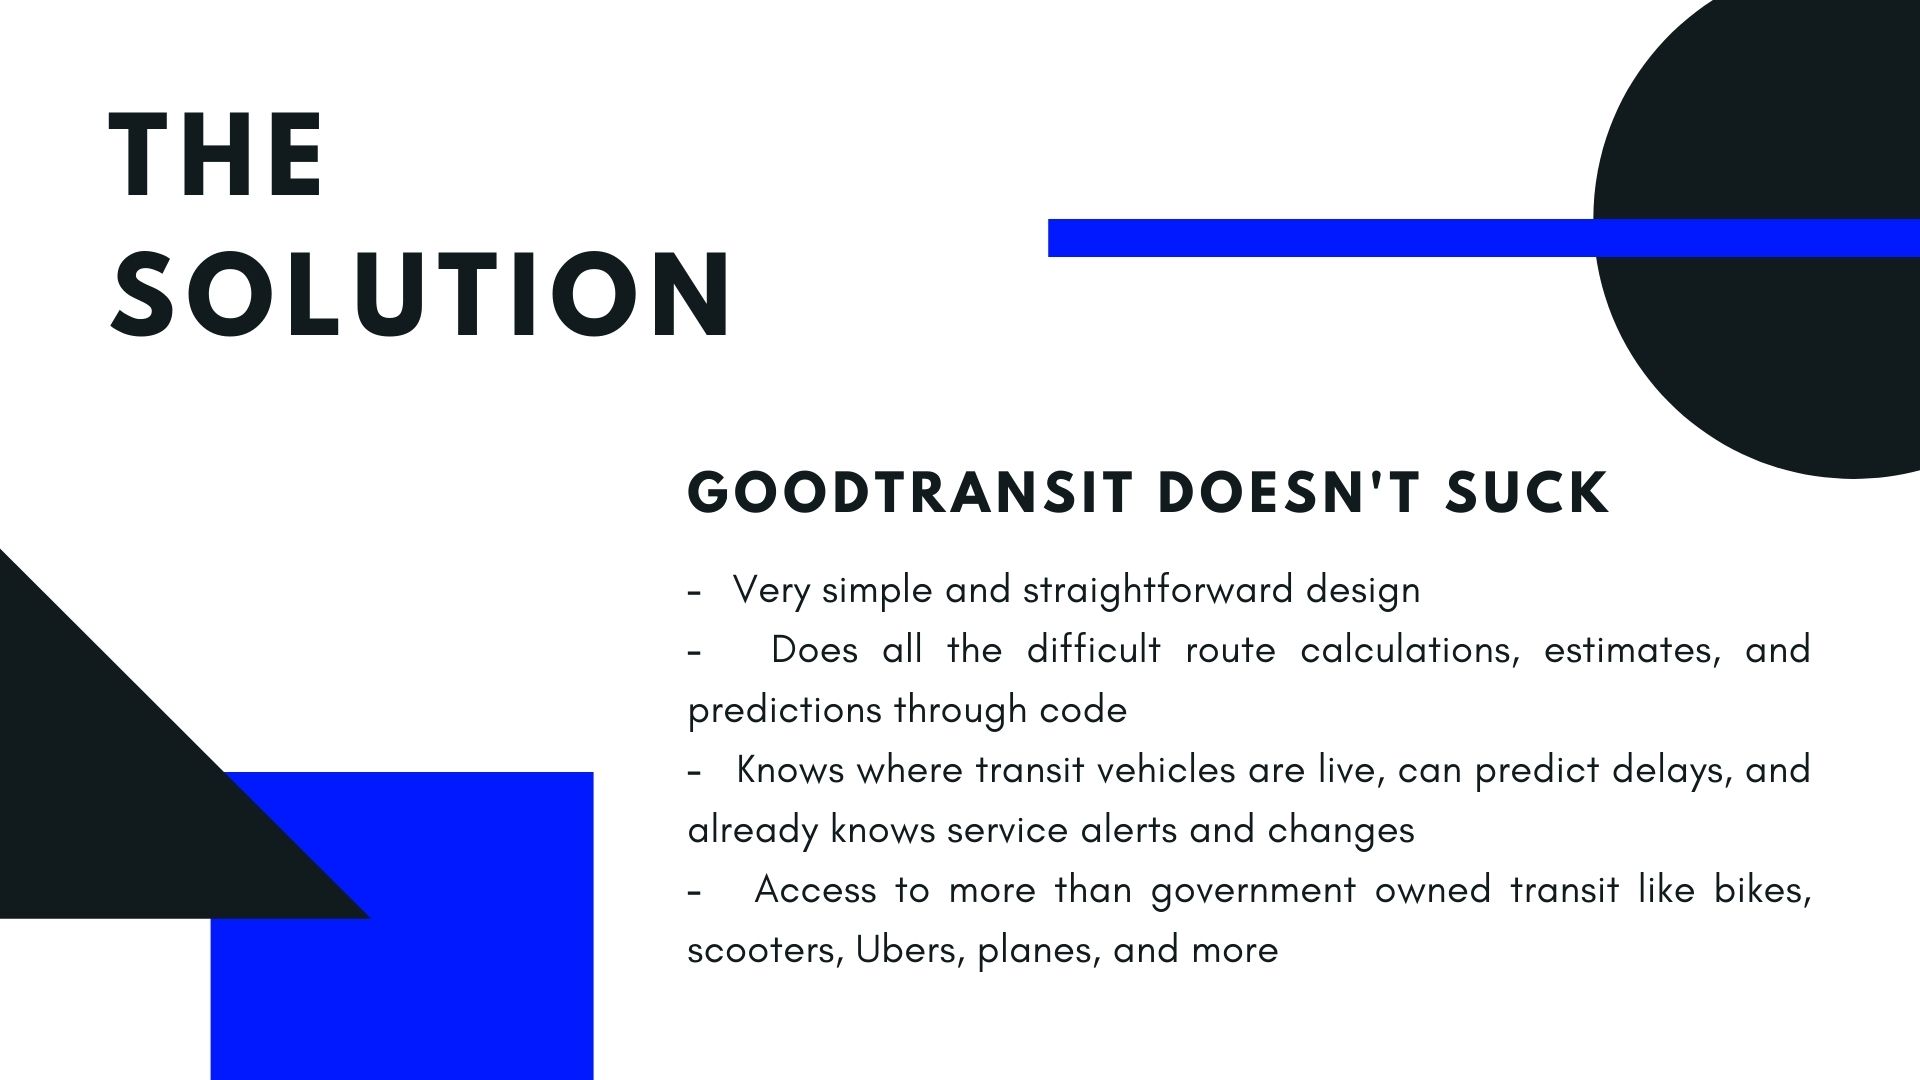 THE
SOLUTION
GOODTRANSIT DOESN'T SUCK
- Very simple and straightforward design
- Does all the difficult route calculations, estimates, and
predictions through code
- Knows where transit vehicles are live, can predict delays, and
already knows service alerts and changes
- Access to more than government owned transit like bikes,
scooters, Ubers, planes, and more